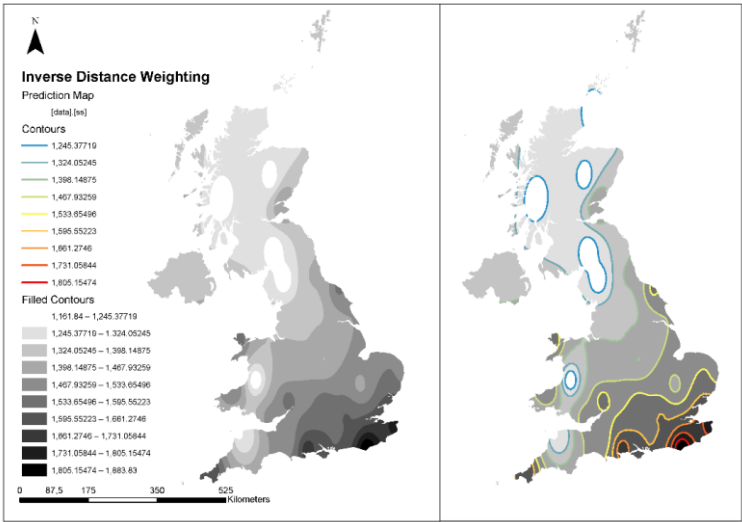 N
Inverse Distance Weighting
Prediction Map
[data].[ss]
Contours
1,245.37719
1,324.05245
1,398.14875
1,467.93259
1,533.65496
1,595.55223
1,661.2746
1,731.05844
1,805.15474
Filled Contours
1,161.84 – 1,245.37719
1,245.37719 – 1.324.05245
1,324.05245 – 1,398.14875
1,398.14875 – 1,467.93259
1,467.93259 – 1,533.65496
1,533.65496 – 1,595.55223
1,595.55223 – 1,661.2746
1,661.2746 – 1,731.05844
1,731.05844 – 1,805.15474
1,805.15474 – 1,883.83
0 87,5 175 350 525
Kilometers